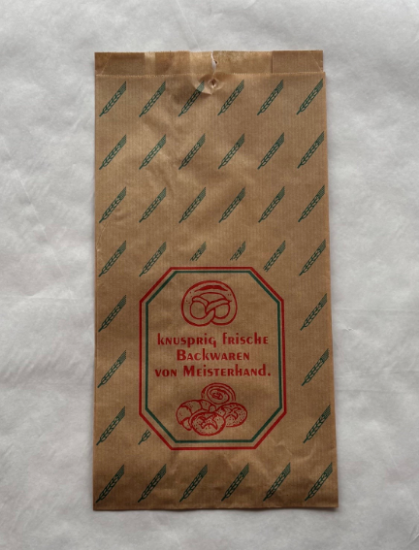 knusprig frische
Backwaren
von Meisterhand.